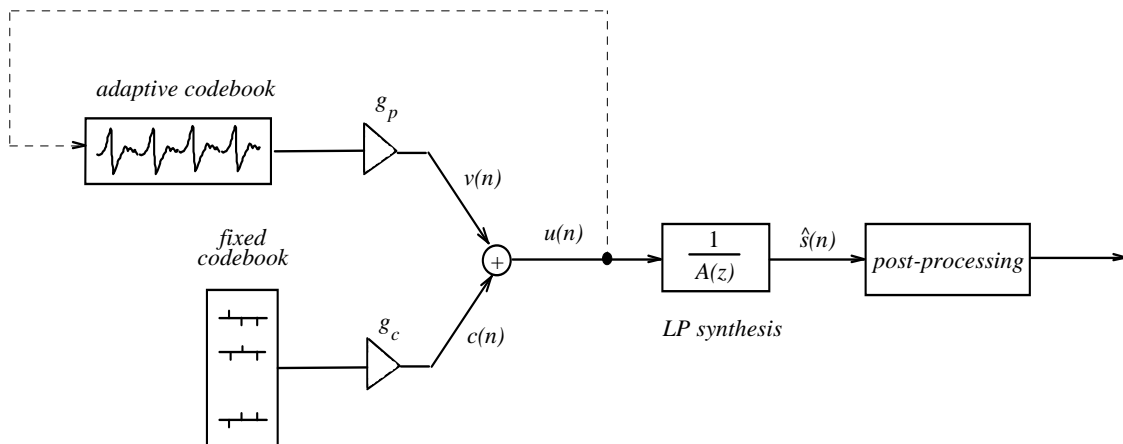 adaptive codebook
g_p
v(n)
fixed
codebook
+
u(n)
1
A(z)
ŝ(n)
post-processing
LP synthesis
g_c
c(n)